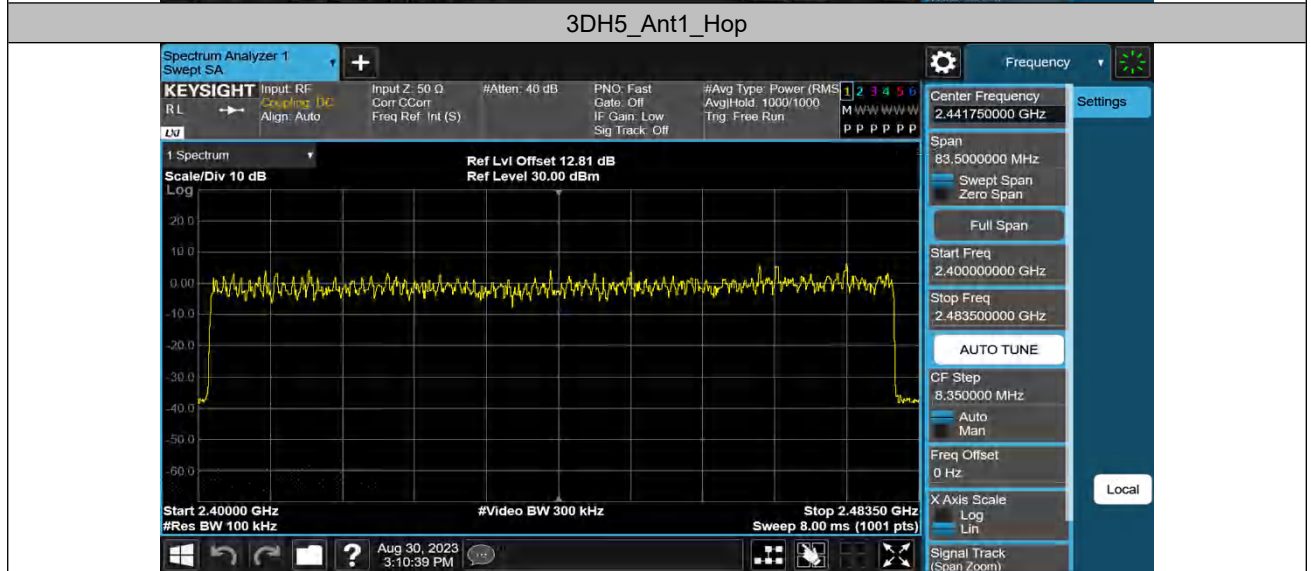 3DH5_Ant1_Hop
Spectrum Analyzer 1
Swept SA
Frequency
KEYSIGHT
RL
LXI
Input: RF
Coupling: DC
Align: Auto
Input Z: 50 Ω
Corr CCorr
Freq Ref: Int (S)
#Atten: 40 dB
PNO: Fast
Gate: Off
IF Gain: Low
Sig Track: Off
#Avg Type: Power (RMS
Avg|Hold: 1000/1000
Trig: Free Run
1 2 3 4 5 6
M W W W W W
P P P P P P
Center Frequency
2.441750000 GHz
Settings
Span
83.5000000 MHz
Swept Span
Zero Span
Full Span
Start Freq
2.400000000 GHz
Stop Freq
2.483500000 GHz
AUTO TUNE
CF Step
8.350000 MHz
Auto
Man
Freq Offset
0 Hz
X Axis Scale
Log
Lin
Signal Track
(Span Zoom)
Local
1 Spectrum
Scale/Div 10 dB
Ref Lvl Offset 12.81 dB
Ref Level 30.00 dBm
Log
20.0
10.0
0.00
-10.0
-20.0
-30.0
-40.0
-50.0
-60.0
Start 2.40000 GHz
#Res BW 100 kHz
#Video BW 300 kHz
Stop 2.48350 GHz
Sweep 8.00 ms (1001 pts)
?
Aug 30, 2023
3:10:39 PM